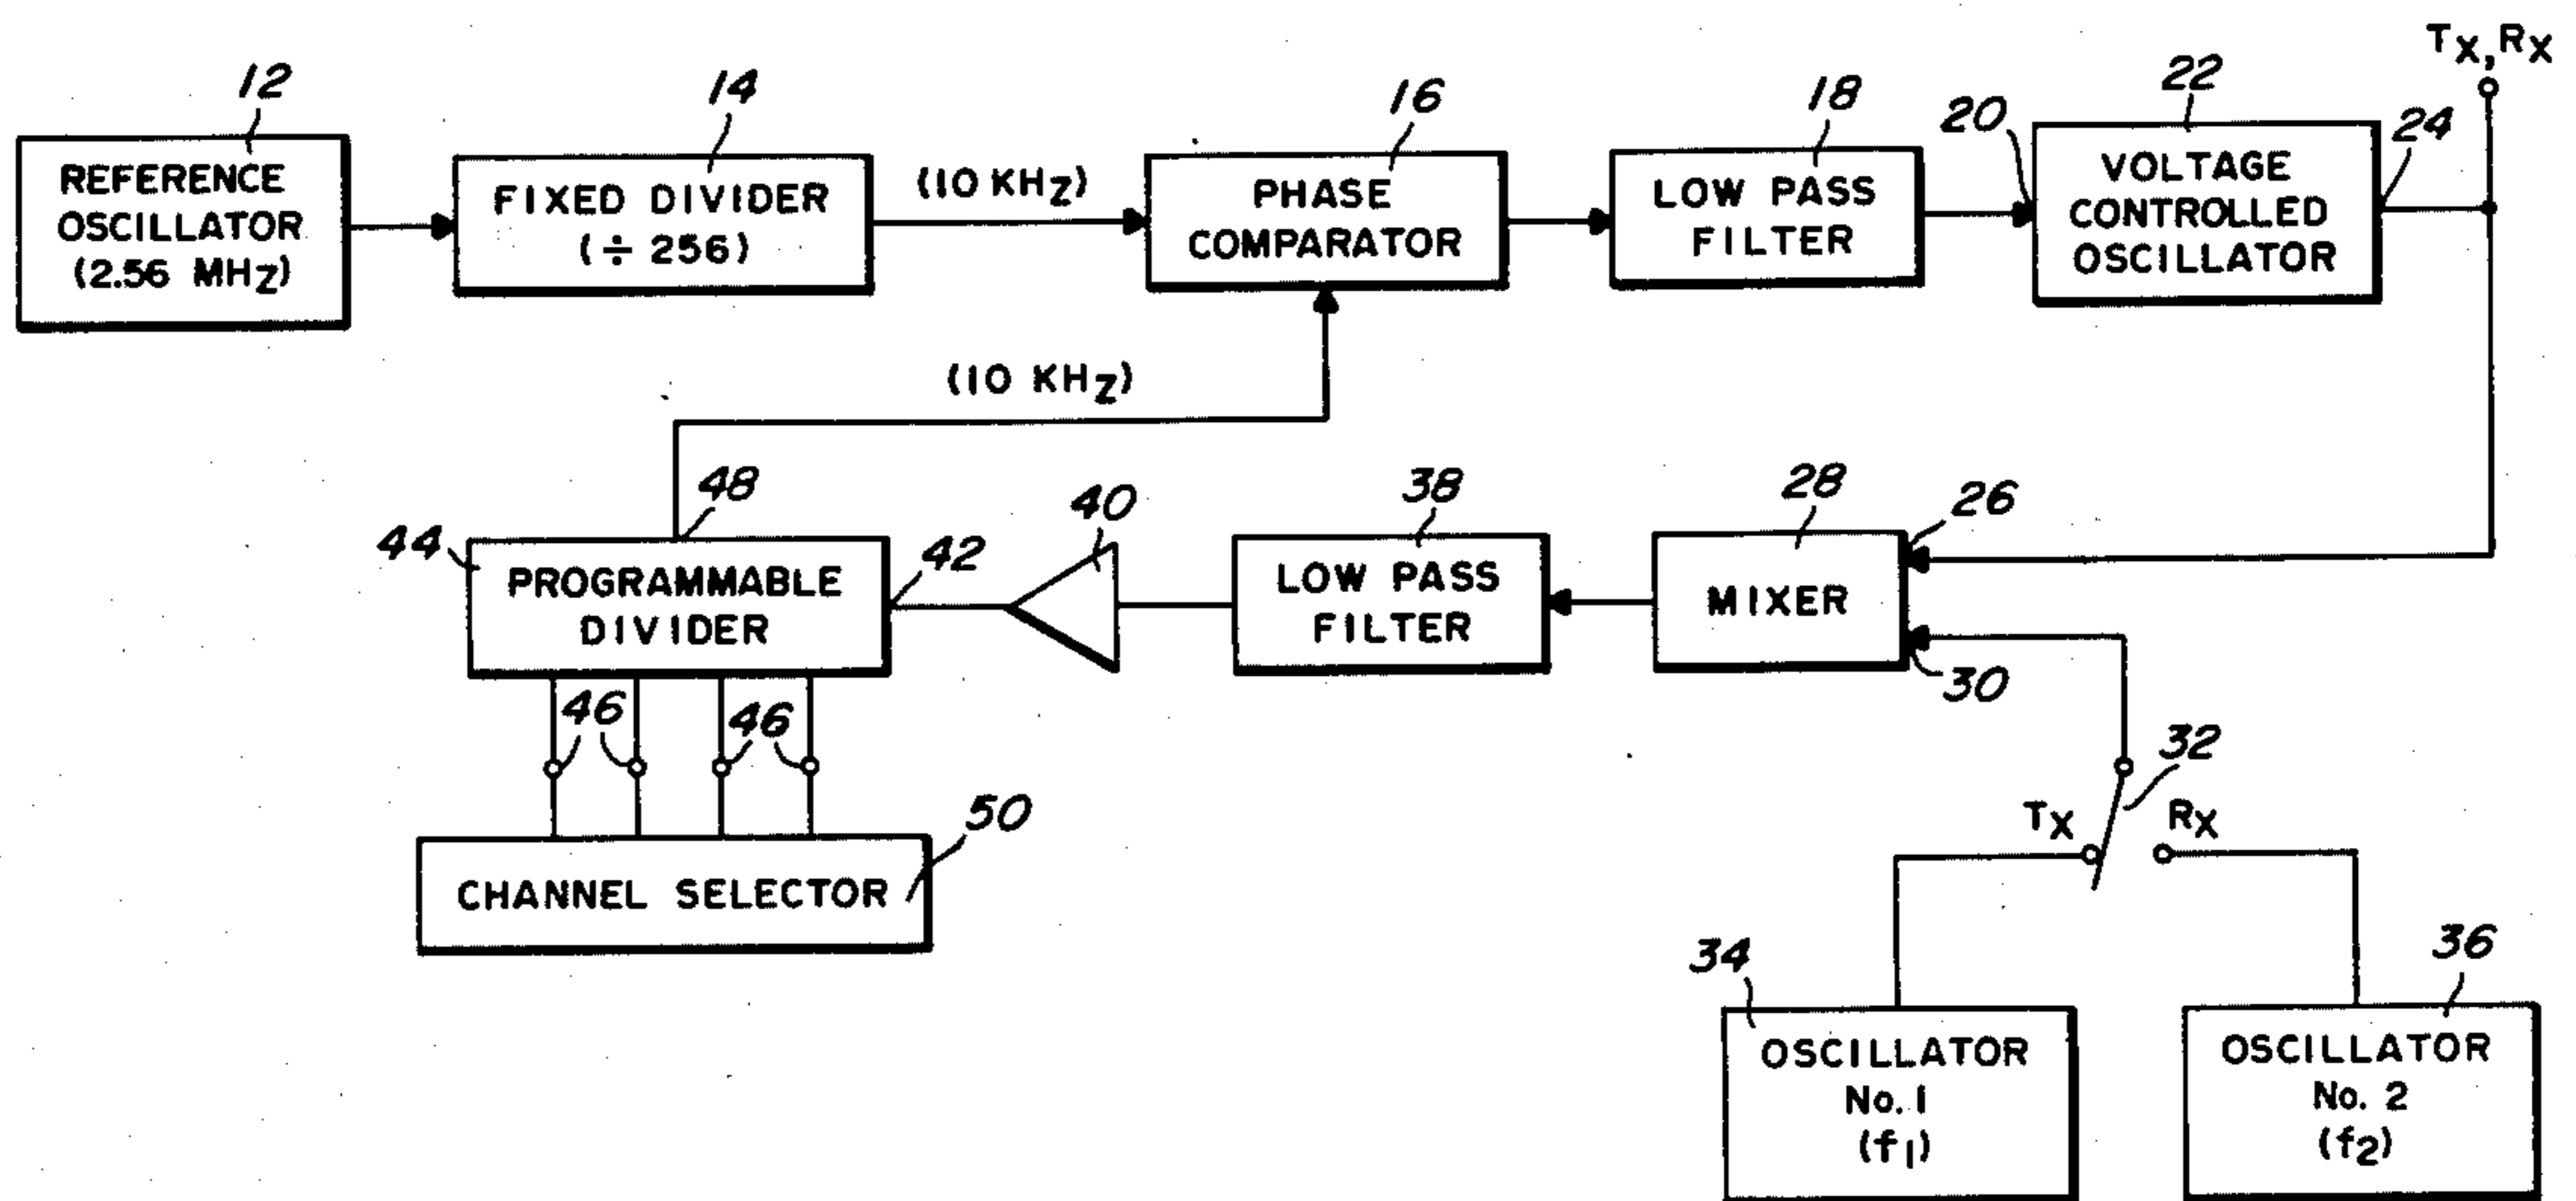 12
REFERENCE
OSCILLATOR
(2.56 MHz)
14
FIXED DIVIDER
(÷ 256)
(10 KHz)
16
PHASE
COMPARATOR
18
LOW PASS
FILTER
20
22
VOLTAGE
CONTROLLED
OSCILLATOR
24
Tx, Rx
(10 KHz)
48
44
PROGRAMMABLE
DIVIDER
42
40
38
LOW PASS
FILTER
28
MIXER
26
30
46
46
50
CHANNEL SELECTOR
32
Tx
Rx
34
OSCILLATOR
No. 1
(f1)
36
OSCILLATOR
No. 2
(f2)